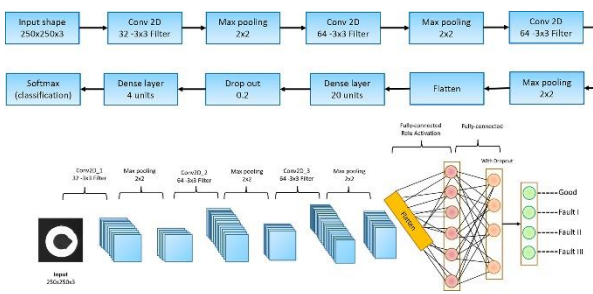 Input shape
250x250x3
Conv 2D
32 -3x3 Filter
Max pooling
2x2
Conv 2D
64 -3x3 Filter
Max pooling
2x2
Conv 2D
64 -3x3 Filter
Softmax
(classification)
Dense layer
4 units
Drop out
0.2
Dense layer
20 units
Flatten
Max pooling
2x2
Fully-connected
Relu Activation
Fully-connected
With Dropout
Conv2D_1
32 -3x3 Filter
Max pooling
2x2
Conv2D_2
64 -3x3 Filter
Max pooling
2x2
Conv2D_3
64 -3x3 Filter
Max pooling
2x2
Flatten
Good
Fault I
Fault II
Fault III
Input
250x250x3